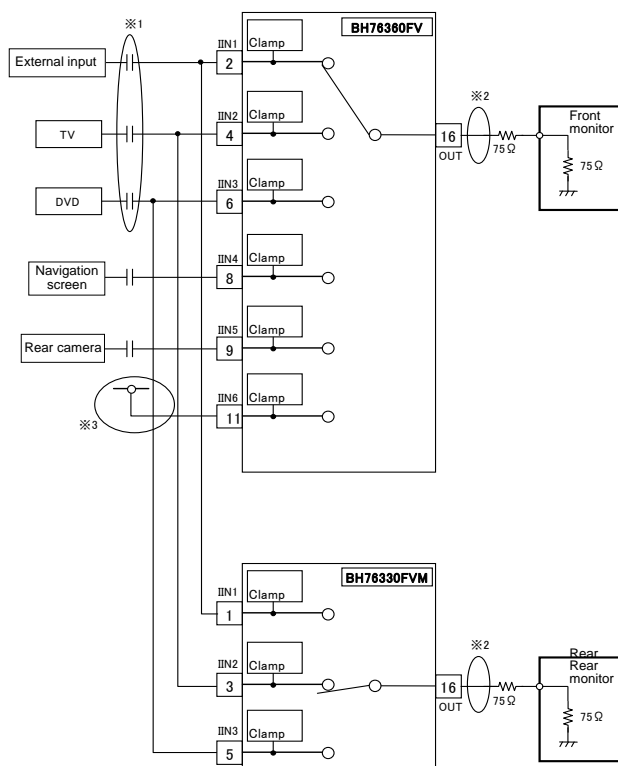 ※1
BH76360FV
External input
IIN1
2
Clamp
TV
IIN2
4
Clamp
16
OUT
※2
75Ω
Front
monitor
75Ω
DVD
IIN3
6
Clamp
Navigation
screen
IIN4
8
Clamp
Rear camera
IIN5
9
Clamp
※3
IIN6
11
Clamp
BH76330FVM
IIN1
1
Clamp
IIN2
3
Clamp
16
OUT
※2
75Ω
Rear
Rear
monitor
75Ω
IIN3
5
Clamp